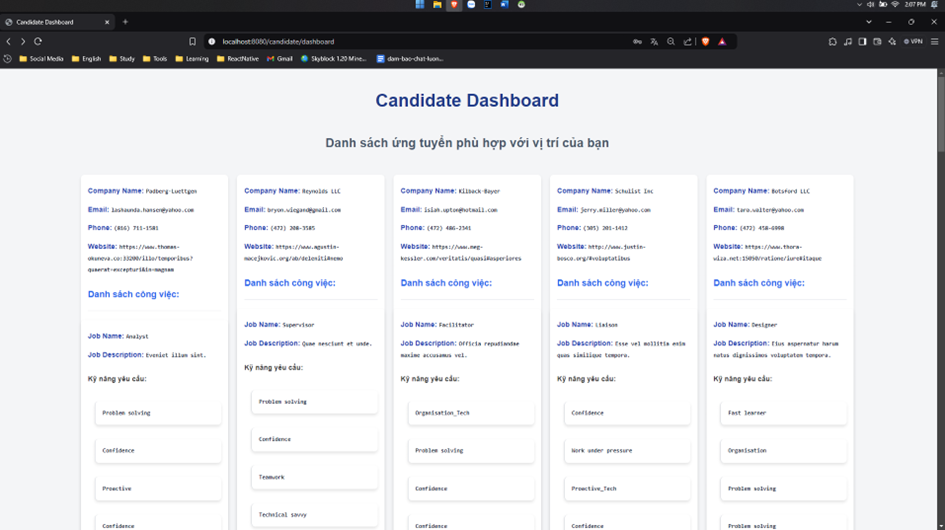 2:07 PM
Candidate Dashboard
localhost:8080/candidate/dashboard
VPN
Social Media
English
Study
Tools
Learning
ReactNative
Gmail
Skyblock 1.20 Mine...
dam-bao-chat-luon...
Candidate Dashboard
Danh sách ứng tuyển phù hợp với vị trí của bạn
Company Name: Padberg-Luettgen
Email: lashaunda.hansen@yahoo.com
Phone: (816) 711-1581
Website: https://www.thomas-
okuneva.co:33200/illo/temporibus?
quaerat=excepturi&in=magnam
Danh sách công việc:
Job Name: Analyst
Job Description: Eveniet illum sint.
Kỹ năng yêu cầu:
Problem solving
Confidence
Proactive
Confidence
Company Name: Reynolds LLC
Email: bryon.wiegand@gmail.com
Phone: (472) 208-3585
Website: https://www.agustin-
macejkovic.org/ab/deleniti#nemo
Danh sách công việc:
Job Name: Supervisor
Job Description: Quae nesciunt et unde.
Kỹ năng yêu cầu:
Problem solving
Confidence
Teamwork
Technical savvy
Company Name: Kilback-Bayer
Email: isiah.upton@hotmail.com
Phone: (472) 486-2341
Website: https://www.meg-
kessler.com/veritatis/quasi#asperiores
Danh sách công việc:
Job Name: Facilitator
Job Description: Officia repudiandae
maxime accusamus vel.
Kỹ năng yêu cầu:
Organisation_Tech
Problem solving
Confidence
Confidence
Company Name: Schulist Inc
Email: jerry.miller@yahoo.com
Phone: (305) 201-1412
Website: http://www.justin-
bosco.org/#voluptatibus
Danh sách công việc:
Job Name: Liaison
Job Description: Esse vel mollitia enim
quas similique tempora.
Kỹ năng yêu cầu:
Confidence
Work under pressure
Proactive_Tech
Confidence
Company Name: Botsford LLC
Email: tara.walter@yahoo.com
Phone: (472) 458-6990
Website: https://www.thora-
wiza.net:15050/ratione/iure#itaque
Danh sách công việc:
Job Name: Designer
Job Description: Eius aspernatur harum
natus dignissimos voluptatem tempora.
Kỹ năng yêu cầu:
Fast learner
Organisation
Problem solving
Problem solving